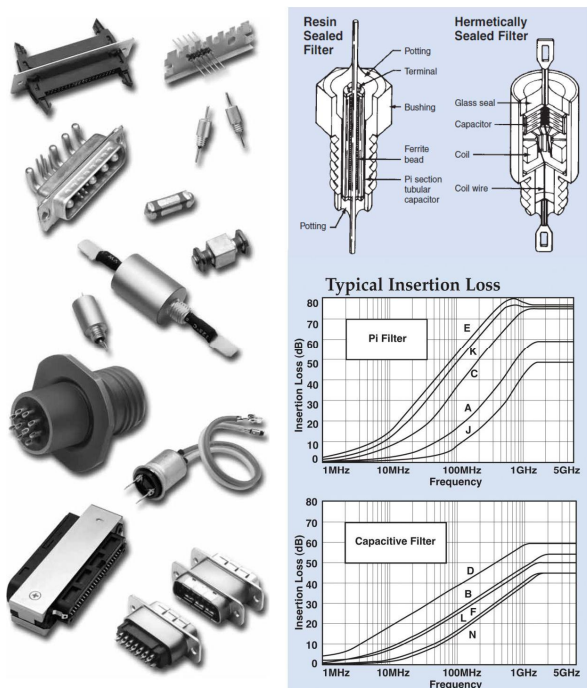 Resin
Sealed
Filter
Hermetically
Sealed Filter
Potting
Terminal
Bushing
Ferrite
bead
Pi section
tubular
capacitor
Potting
Glass seal
Capacitor
Coil
Coil wire
Typical Insertion Loss
Insertion Loss (dB)
80
70
60
50
40
30
20
10
0
Pi Filter
E
K
C
A
J
1MHz 10MHz 100MHz 1GHz 5GHz
Frequency
Insertion Loss (dB)
80
70
60
50
40
30
20
10
0
Capacitive Filter
D
B
F
L
N
1MHz 10MHz 100MHz 1GHz 5GHz
Frequency